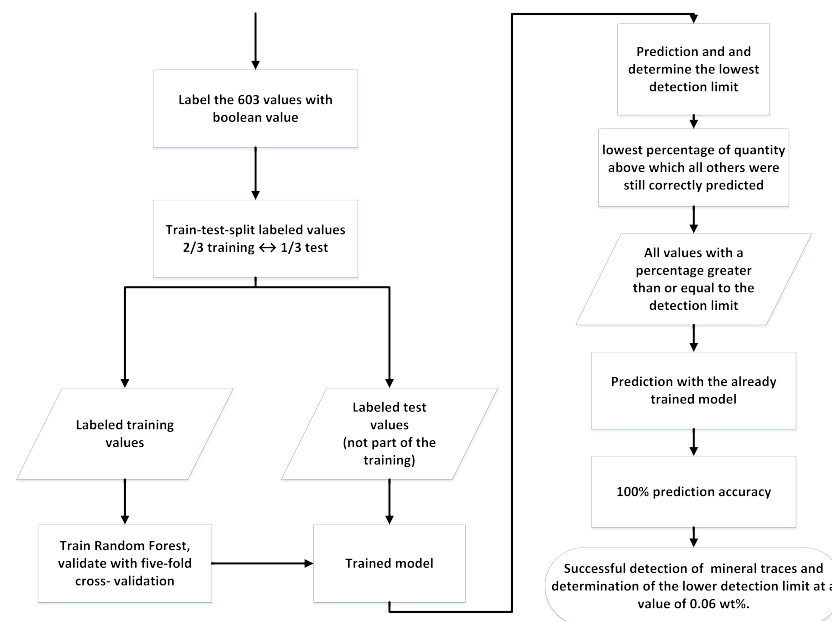 Label the 603 values with
boolean value
Train-test-split labeled values
2/3 training ↔ 1/3 test
Labeled training
values
Labeled test
values
(not part of the
training)
Train Random Forest,
validate with five-fold
cross- validation
Trained model
Prediction and and
determine the lowest
detection limit
lowest percentage of quantity
above which all others were
still correctly predicted
All values with a
percentage greater
than or equal to the
detection limit
Prediction with the already
trained model
100% prediction accuracy
Successful detection of mineral traces and
determination of the lower detection limit at a
value of 0.06 wt%.